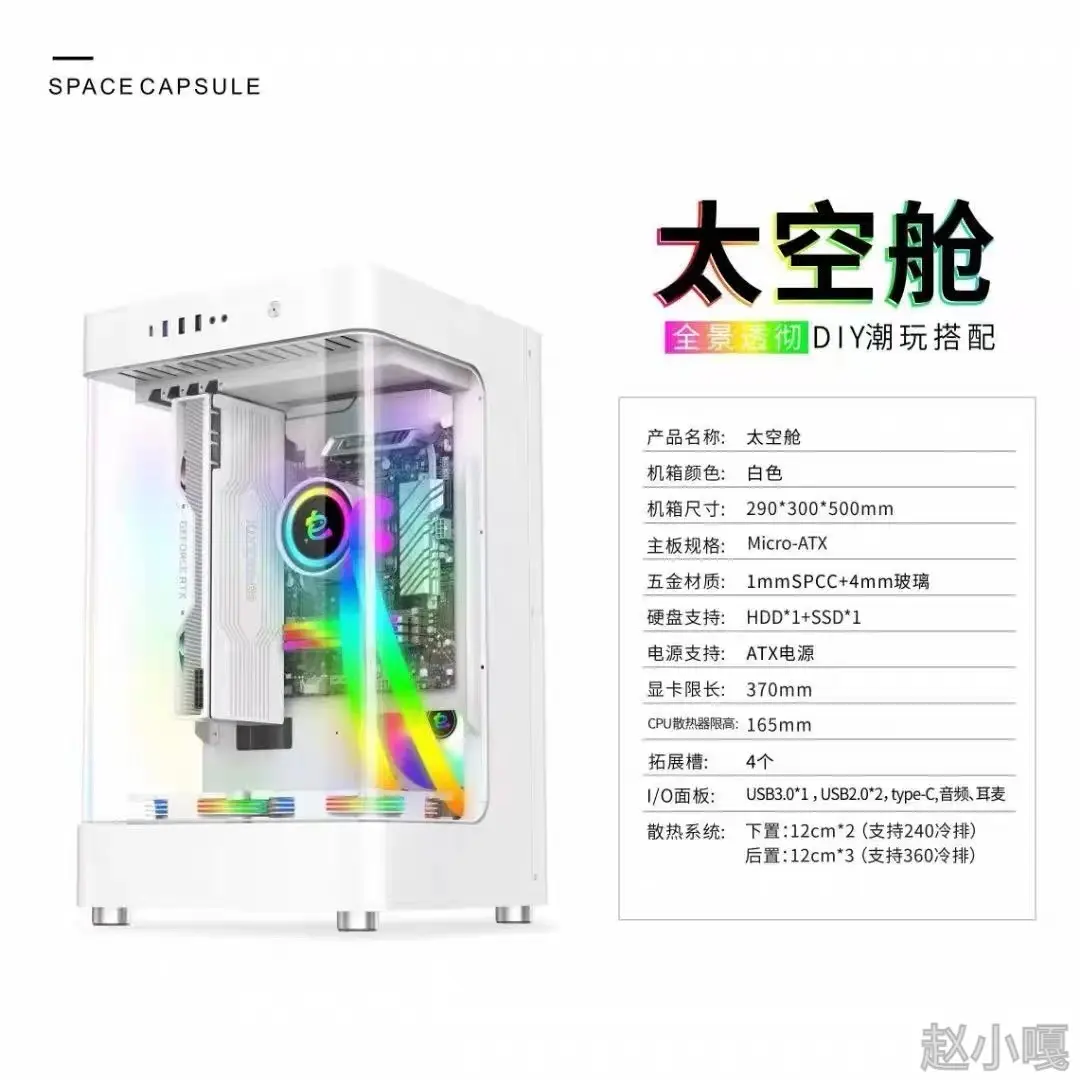 SPACE CAPSULE
太空舱
全景透彻DIY潮玩搭配
产品名称: 太空舱
机箱颜色: 白色
机箱尺寸: 290*300*500mm
主板规格: Micro-ATX
五金材质: 1mmSPCC+4mm玻璃
硬盘支持: HDD*1+SSD*1
电源支持: ATX电源
显卡限长: 370mm
CPU散热器限高: 165mm
拓展槽: 4个
I/O面板: USB3.0*1，USB2.0*2，type-C,音频、耳麦
散热系统: 下置:12cm*2（支持240冷排）
后置:12cm*3（支持360冷排）
GEFORCE RTX
赵小嘎